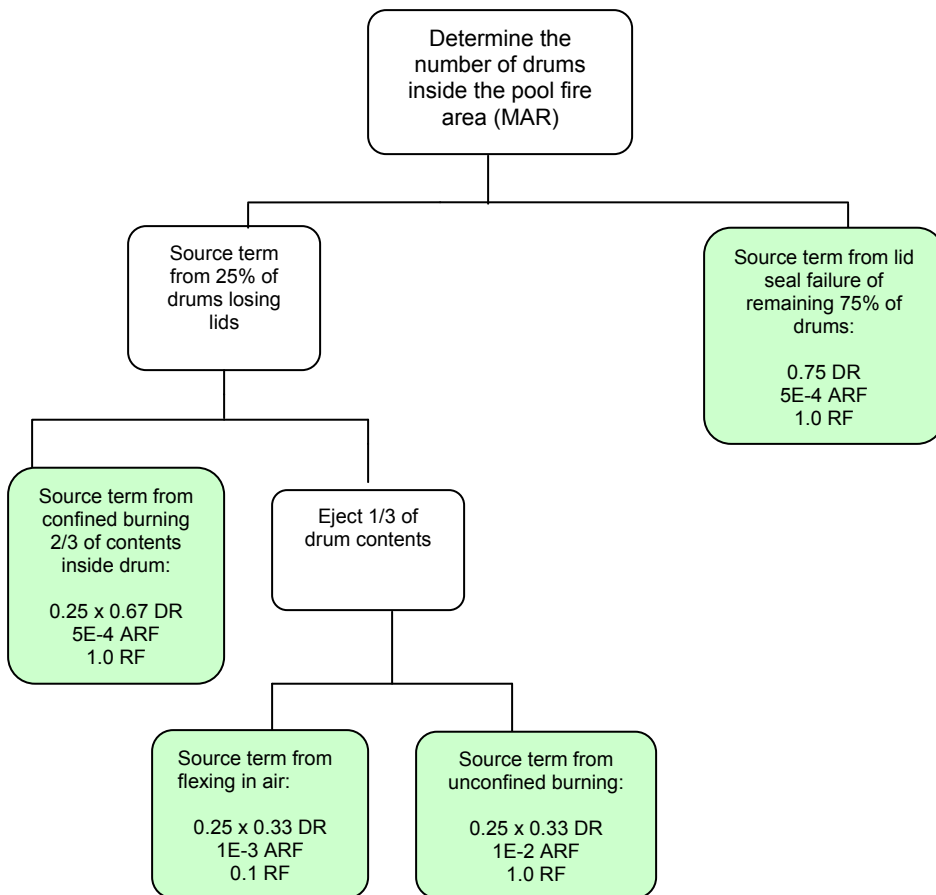 Determine the
number of drums
inside the pool fire
area (MAR)
Source term
from 25% of
drums losing
lids
Source term from lid
seal failure of
remaining 75% of
drums:
0.75 DR
5E-4 ARF
1.0 RF
Source term from
confined burning
2/3 of contents
inside drum:
0.25 x 0.67 DR
5E-4 ARF
1.0 RF
Eject 1/3 of
drum contents
Source term from
flexing in air:
0.25 x 0.33 DR
1E-3 ARF
0.1 RF
Source term from
unconfined burning:
0.25 x 0.33 DR
1E-2 ARF
1.0 RF